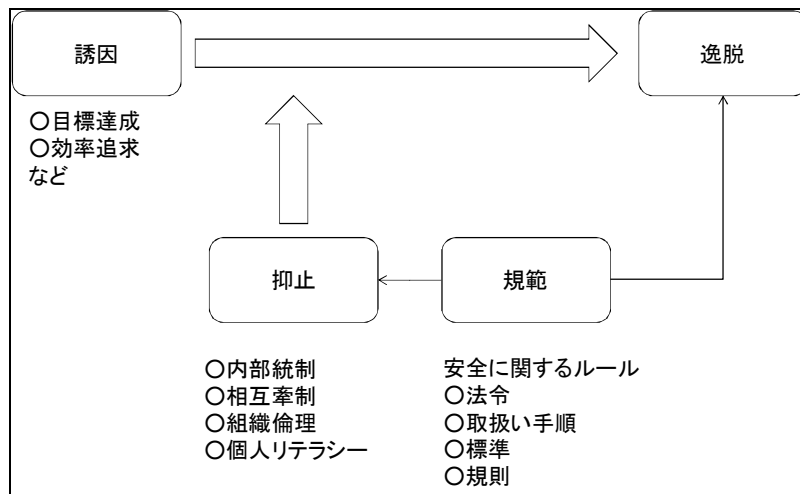 誘因
逸脱
○目標達成
○効率追求
など
抑止
規範
○内部統制
○相互牽制
○組織倫理
○個人リテラシー
安全に関するルール
○法令
○取扱い手順
○標準
○規則